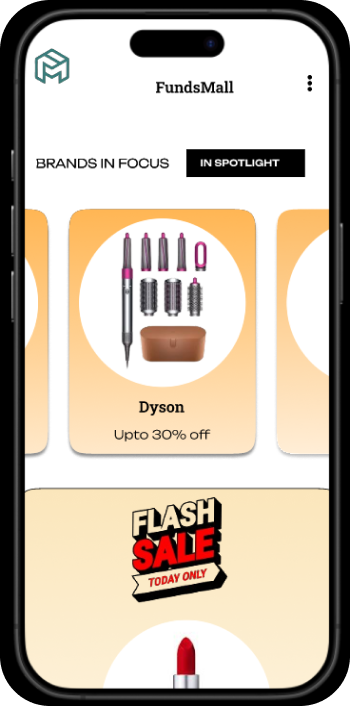 FundsMall
BRANDS IN FOCUS
IN SPOTLIGHT
Dyson
Upto 30% off
FLASH
SALE
TODAY ONLY